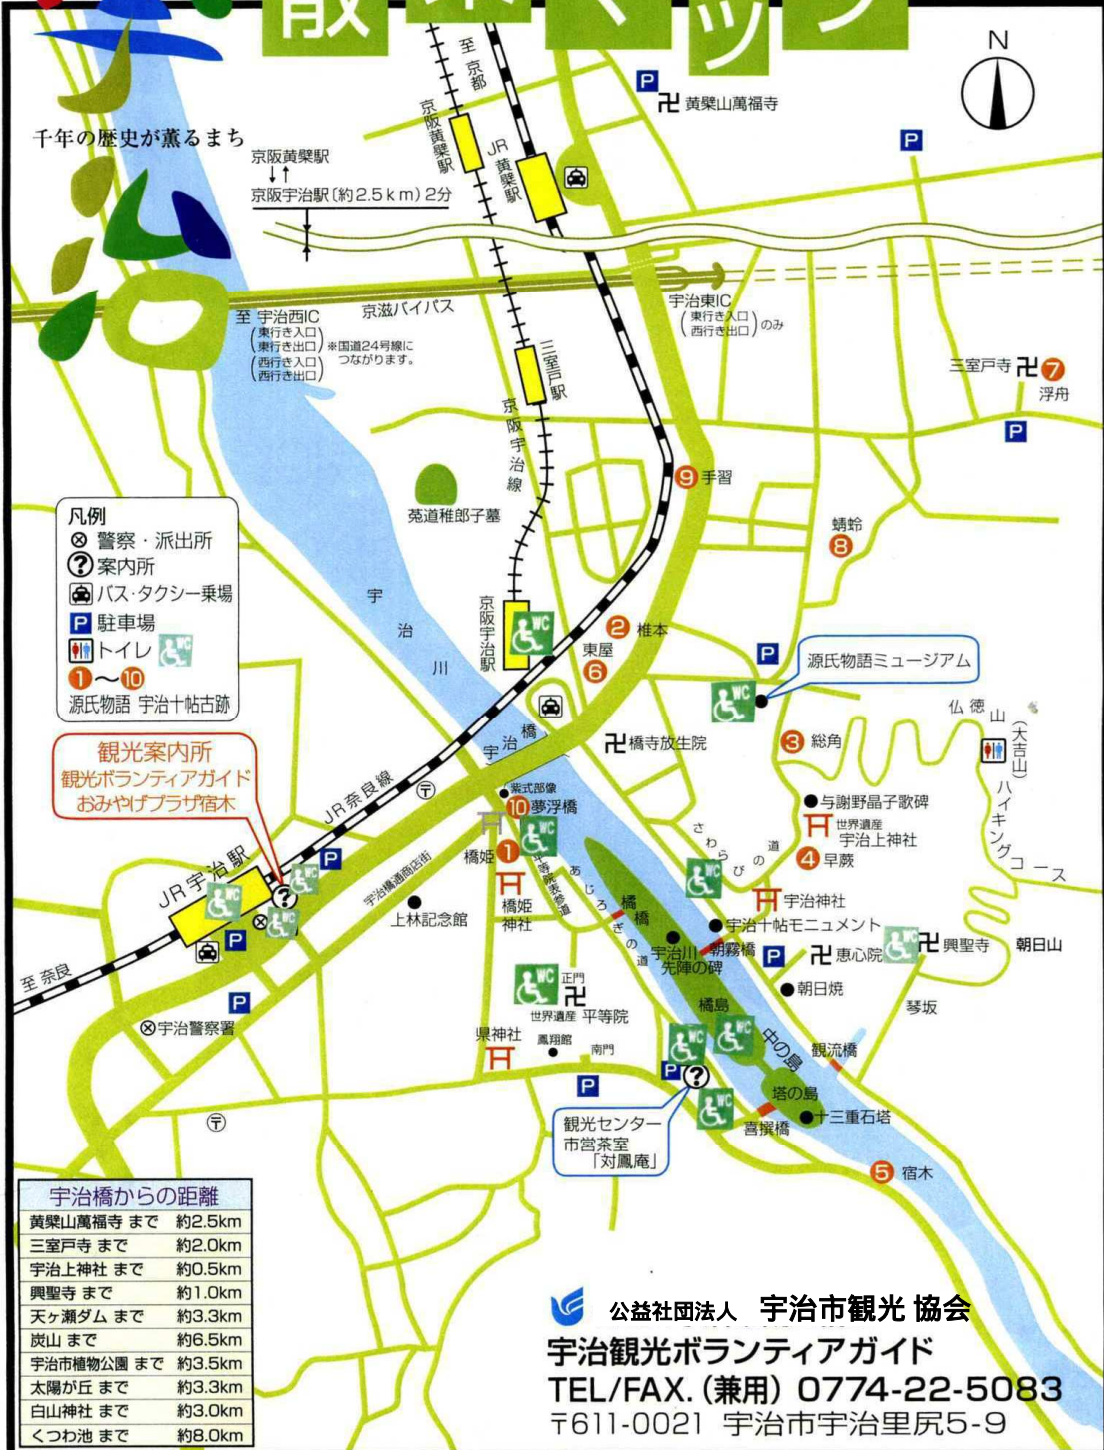 散策マップ
千年の歴史が薫るまち
N
至 京都
京阪黄檗駅
JR黄檗駅
P
卍 黄檗山萬福寺
P
京阪黄檗駅
↓↑
京阪宇治駅(約2.5km)2分
京滋バイパス
至 宇治西IC
(東行き入口
東行き出口)
(西行き入口
西行き出口)
※国道24号線に
つながります。
宇治東IC
(東行き入口
西行き出口)のみ
三室戸駅
京阪宇治線
三室戸寺 卍 7
浮舟
P
9 手習
菟道稚郎子墓
蜻蛉
8
凡例
警察・派出所
? 案内所
バス・タクシー乗場
P 駐車場
トイレ WC
1〜10
源氏物語 宇治十帖古跡
宇治川
京阪宇治駅
WC
2 椎本
東屋
6
P
源氏物語ミュージアム
WC
仏徳山(大吉山)ハイキングコース
宇治橋
卍橋寺放生院
3 総角
観光案内所
観光ボランティアガイド
おみやげプラザ宿木
JR奈良線
〒
紫式部像
10 夢浮橋
WC
与謝野晶子歌碑
世界遺産
宇治上神社
さわらびの道
4 早蕨
橋姫 1
平等院表参道
あじろぎの道
JR宇治駅
P
WC
WC
?
WC
P
宇治橋通商店街
上林記念館
橋姫
神社
WC
宇治神社
橘橋
宇治十帖モニュメント
宇治川
先陣の碑
朝霧橋
P
卍 恵心院
WC
卍 興聖寺
朝日山
至 奈良
P
宇治警察署
WC
正門
卍
世界遺産 平等院
橘島
朝日焼
琴坂
県神社
鳳翔館
南門
WC
WC
中の島
観流橋
P
P
?
塔の島
WC
喜撰橋
十三重石塔
〒
観光センター
市営茶室
「対鳳庵」
5 宿木
宇治橋からの距離
黄檗山萬福寺 まで 約2.5km
三室戸寺 まで 約2.0km
宇治上神社 まで 約0.5km
興聖寺 まで 約1.0km
天ヶ瀬ダム まで 約3.3km
炭山 まで 約6.5km
宇治市植物公園 まで 約3.5km
太陽が丘 まで 約3.3km
白山神社 まで 約3.0km
くつわ池 まで 約8.0km
公益社団法人 宇治市観光 協会
宇治観光ボランティアガイド
TEL/FAX.(兼用) 0774-22-5083
〒611-0021 宇治市宇治里尻5-9